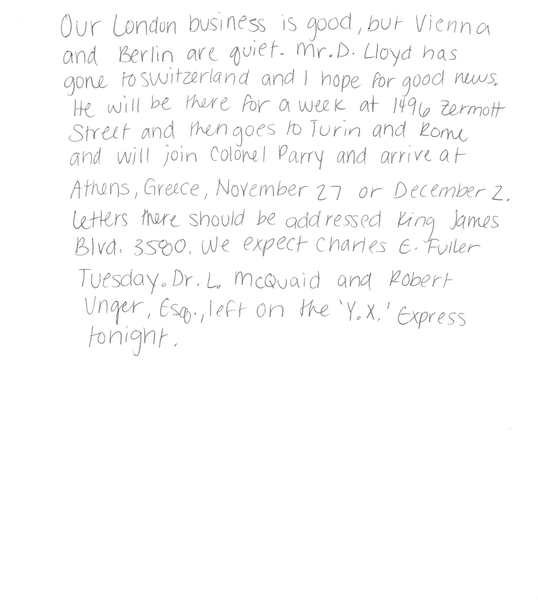 Our London business is good, but Vienna
and Berlin are quiet. Mr. D. Lloyd has
gone to Switzerland and I hope for good news.
He will be there for a week at 1496 Zermott
Street and then goes to Turin and Rome
and will join Colonel Parry and arrive at
Athens, Greece, November 27 or December 2.
Letters there should be addressed King James
Blvd. 3580. We expect Charles E. Fuller
Tuesday. Dr. L. McQuaid and Robert
Unger, Esq., left on the 'Y.X.' Express
tonight.